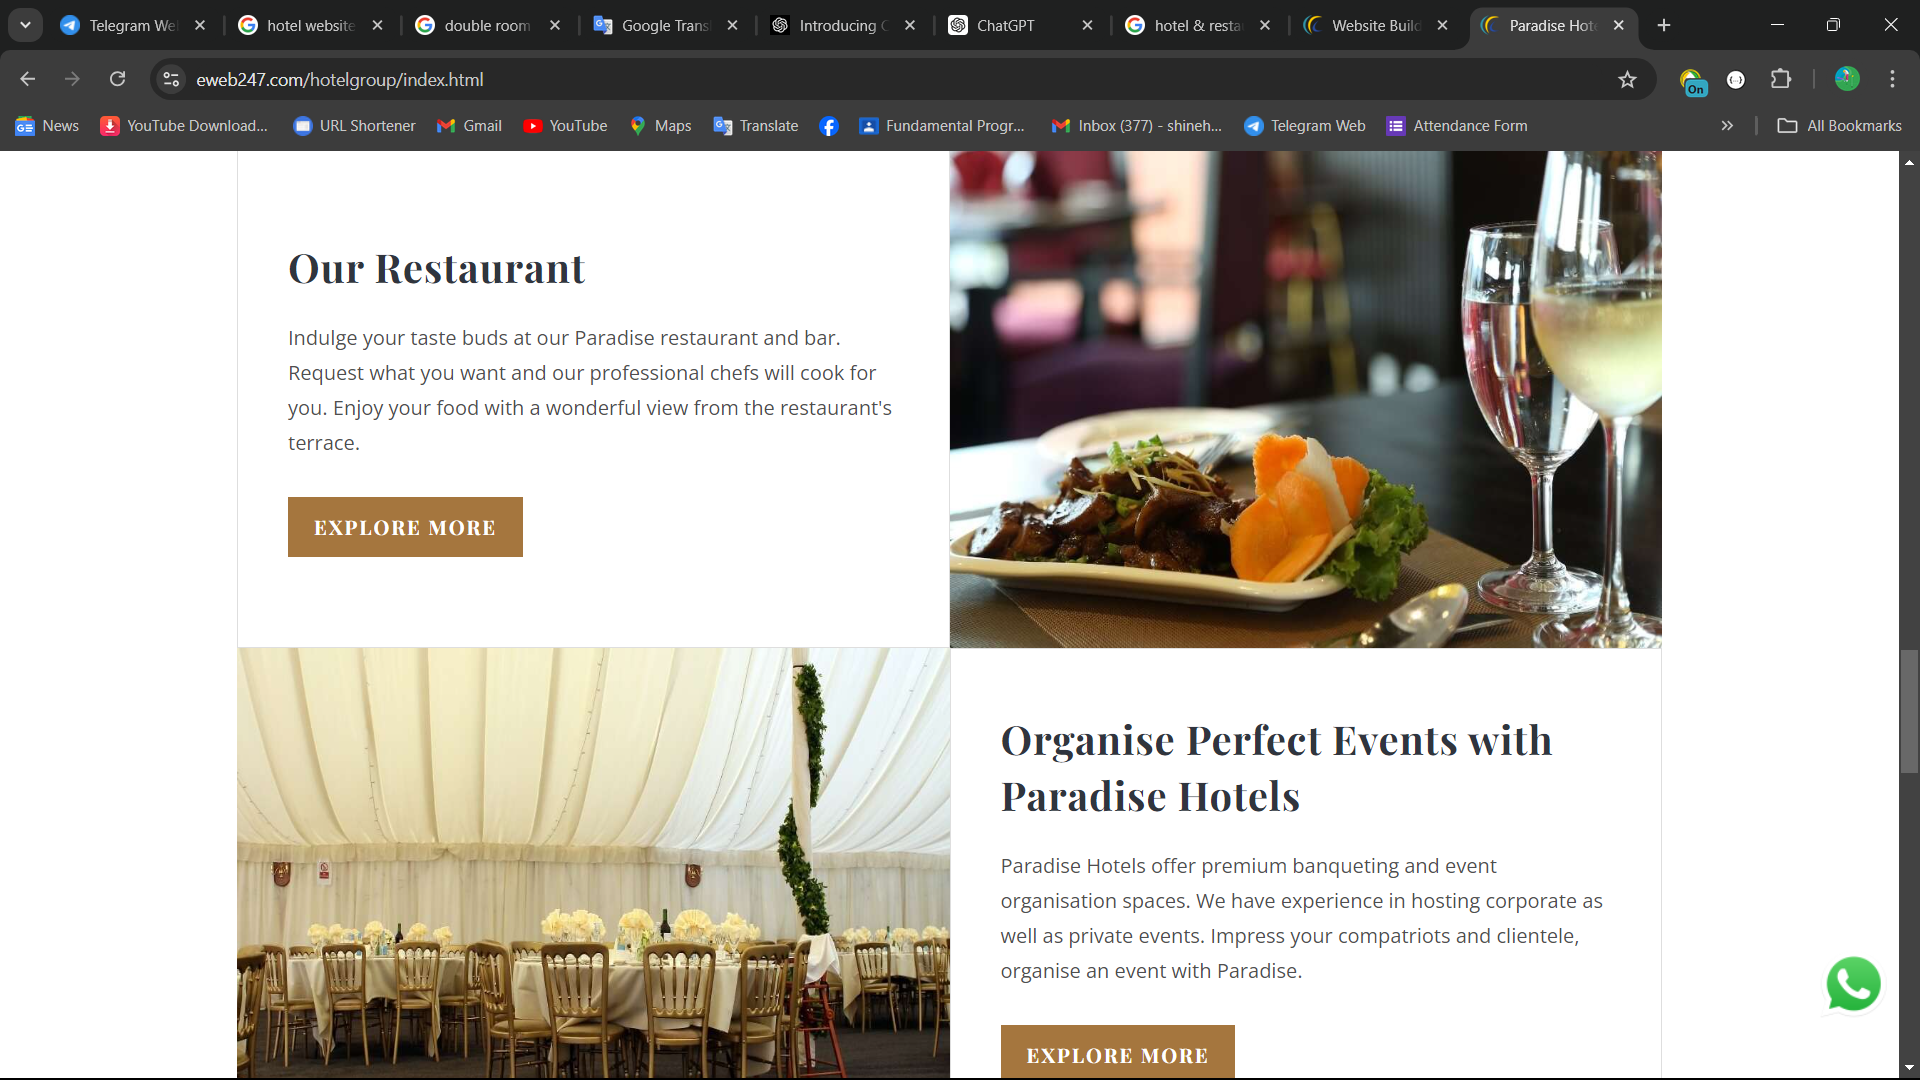 Telegram We
hotel website
double room
Google Trans
Introducing C
ChatGPT
hotel & resta
Website Build
Paradise Hote
eweb247.com/hotelgroup/index.html
On
News
YouTube Download...
URL Shortener
Gmail
YouTube
Maps
Translate
Fundamental Progr...
Inbox (377) - shineh...
Telegram Web
Attendance Form
All Bookmarks
Our Restaurant
Indulge your taste buds at our Paradise restaurant and bar.
Request what you want and our professional chefs will cook for
you. Enjoy your food with a wonderful view from the restaurant's
terrace.
EXPLORE MORE
Organise Perfect Events with
Paradise Hotels
Paradise Hotels offer premium banqueting and event
organisation spaces. We have experience in hosting corporate as
well as private events. Impress your compatriots and clientele,
organise an event with Paradise.
EXPLORE MORE